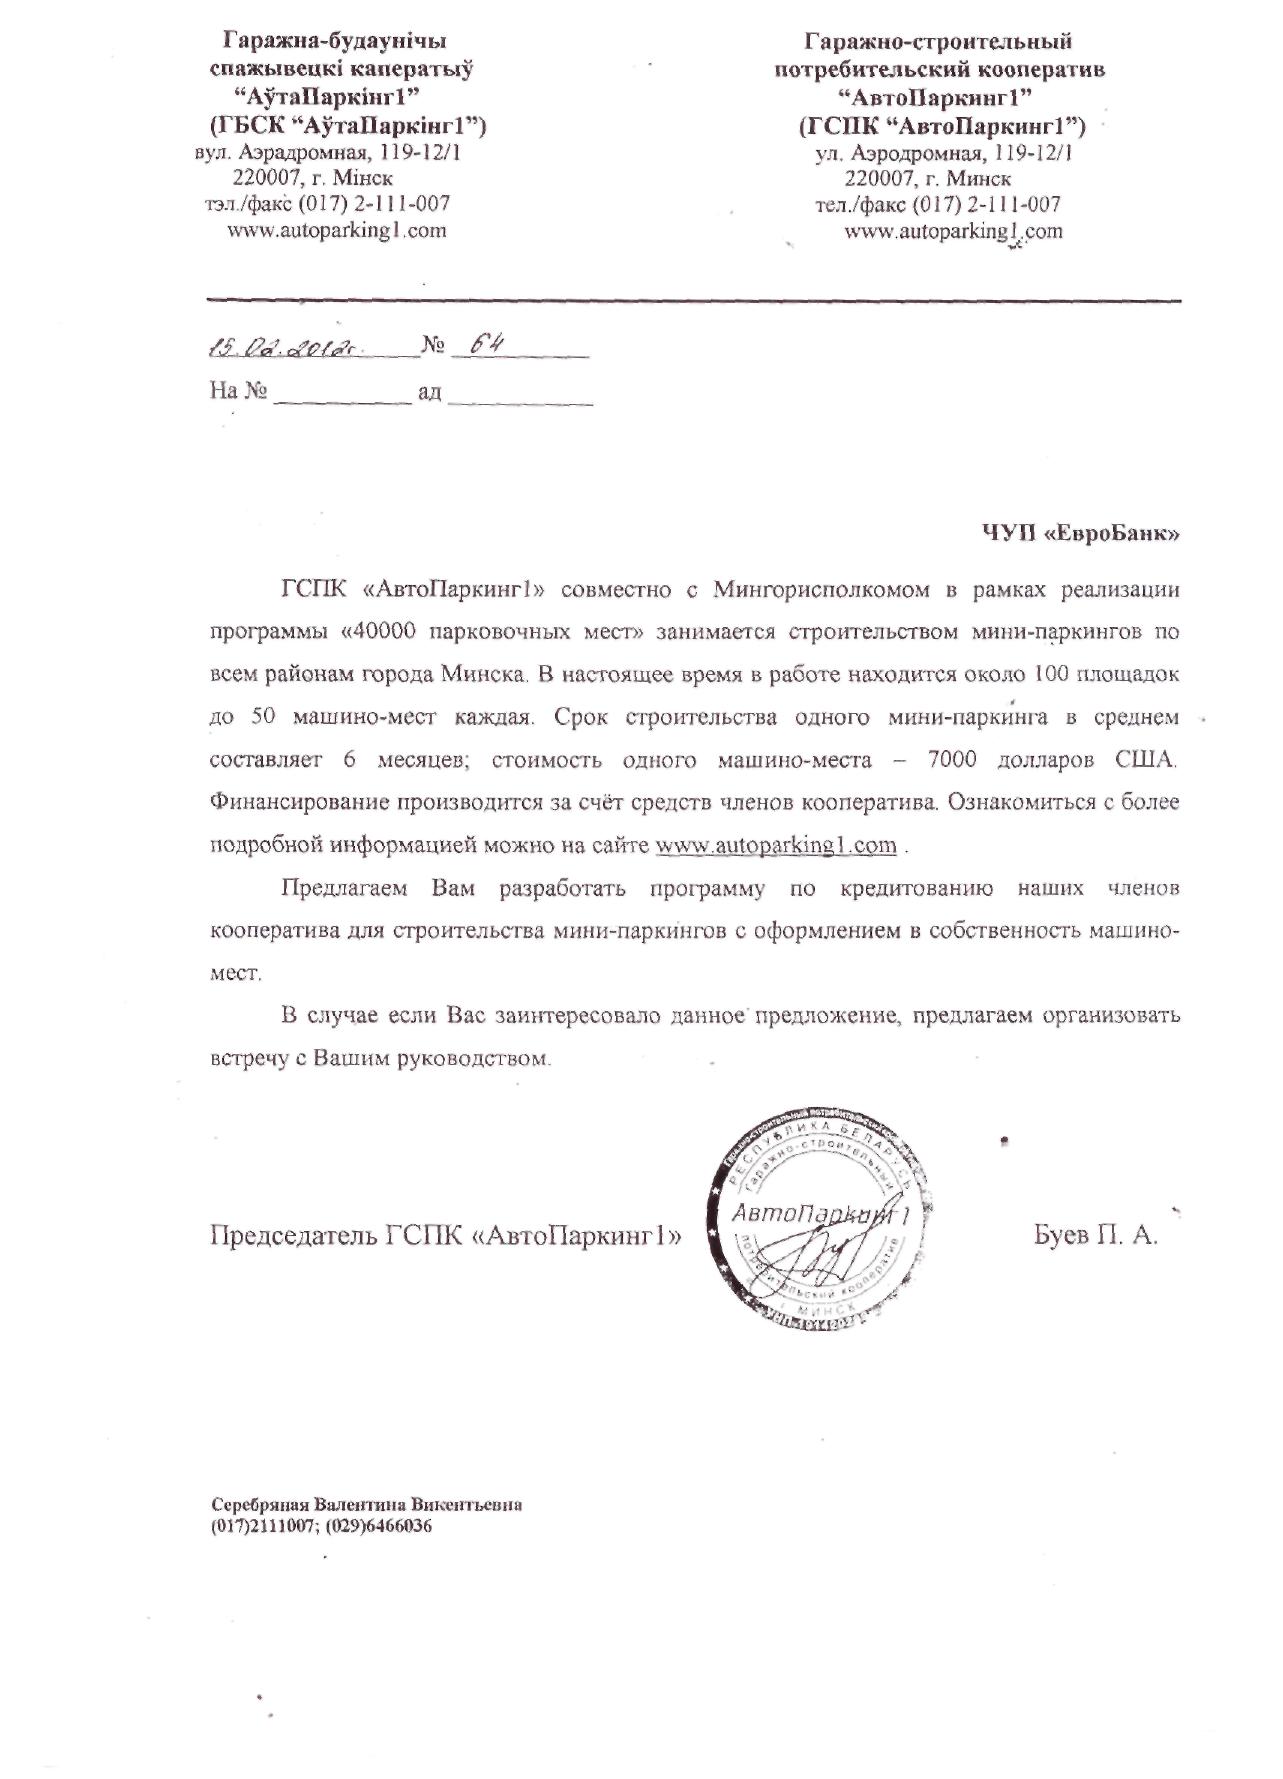 Гаражна-будаўнічы
спажывецкі каператыў
“АўтаПаркінг1”
(ГБСК “АўтаПаркінг1”)
вул. Аэрадромная, 119-12/1
220007, г. Мінск
тэл./факс (017) 2-111-007
www.autoparking1.com
Гаражно-строительный
потребительский кооператив
“АвтоПаркинг1”
(ГСПК “АвтоПаркинг1”)
ул. Аэродромная, 119-12/1
220007, г. Минск
тел./факс (017) 2-111-007
www.autoparking1.com
15.02.2012г. № 64
На № ___________ ад ___________
ЧУП «ЕвроБанк»
ГСПК «АвтоПаркинг1» совместно с Мингорисполкомом в рамках реализации
программы «40000 парковочных мест» занимается строительством мини-паркингов по
всем районам города Минска. В настоящее время в работе находится около 100 площадок
до 50 машино-мест каждая. Срок строительства одного мини-паркинга в среднем
составляет 6 месяцев; стоимость одного машино-места – 7000 долларов США.
Финансирование производится за счёт средств членов кооператива. Ознакомиться с более
подробной информацией можно на сайте www.autoparking1.com .
Предлагаем Вам разработать программу по кредитованию наших членов
кооператива для строительства мини-паркингов с оформлением в собственность машино-
мест.
В случае если Вас заинтересовало данное предложение, предлагаем организовать
встречу с Вашим руководством.
РЕСПУБЛИКА БЕЛАРУСЬ
Гаражно-строительный
АвтоПаркинг1
потребительский кооператив
г. МИНСК
Председатель ГСПК «АвтоПаркинг1»
Буев П. А.
Серебряная Валентина Викентьевна
(017)2111007; (029)6466036